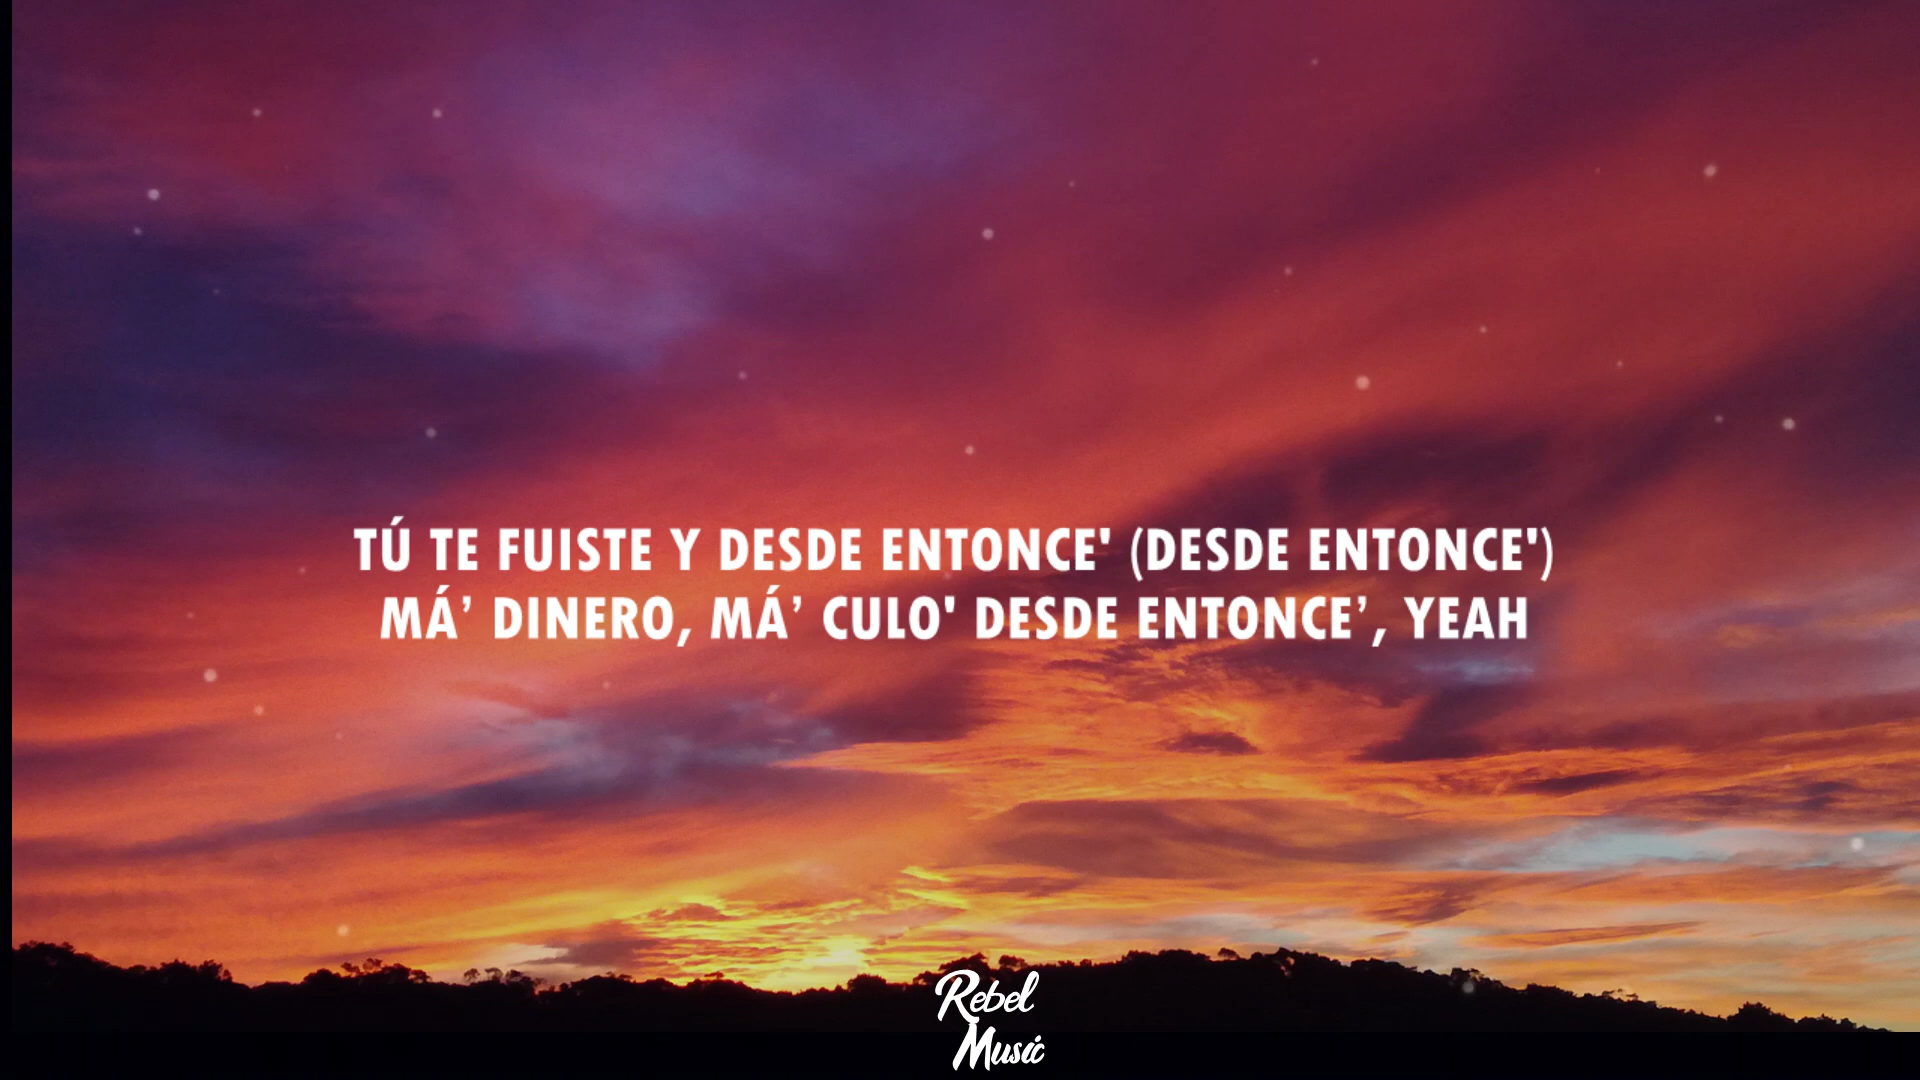 TÚ TE FUISTE Y DESDE ENTONCE' (DESDE ENTONCE')
MÁ’ DINERO, MÁ’ CULO' DESDE ENTONCE’, YEAH
Rebel
Music